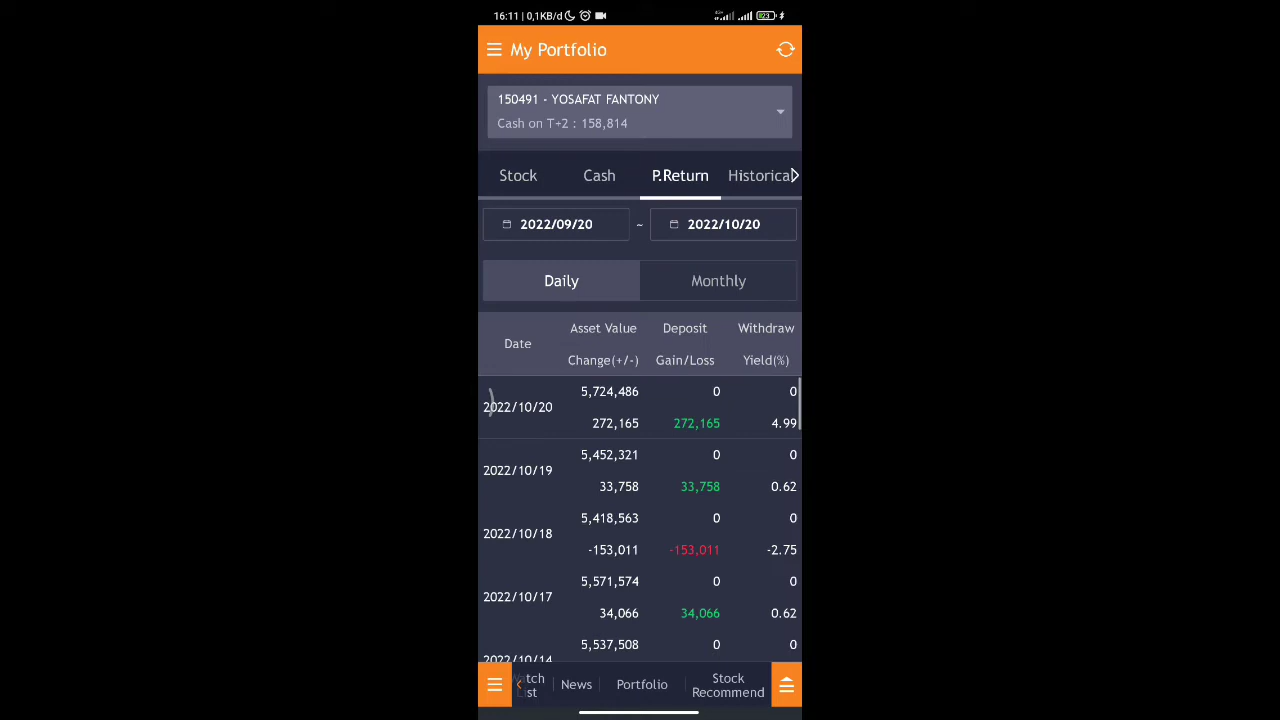 16:11 | 0,1KB/d
23
My Portfolio
150491 - YOSAFAT FANTONY
Cash on T+2 : 158,814
Stock Cash P.Return Historica
2022/09/20 ~ 2022/10/20
Daily Monthly
Date
Asset Value Deposit Withdraw
Change(+/-) Gain/Loss Yield(%)
5,724,486 0 0
2022/10/20
272,165 272,165 4.99
5,452,321 0 0
2022/10/19
33,758 33,758 0.62
5,418,563 0 0
2022/10/18
-153,011 -153,011 -2.75
5,571,574 0 0
2022/10/17
34,066 34,066 0.62
5,537,508 0 0
2022/10/14
News Portfolio Stock
Recommend